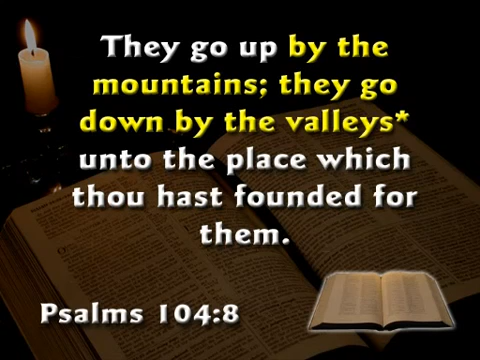 They go up by the
mountains; they go
down by the valleys*
unto the place which
thou hast founded for
them.
Psalms 104:8